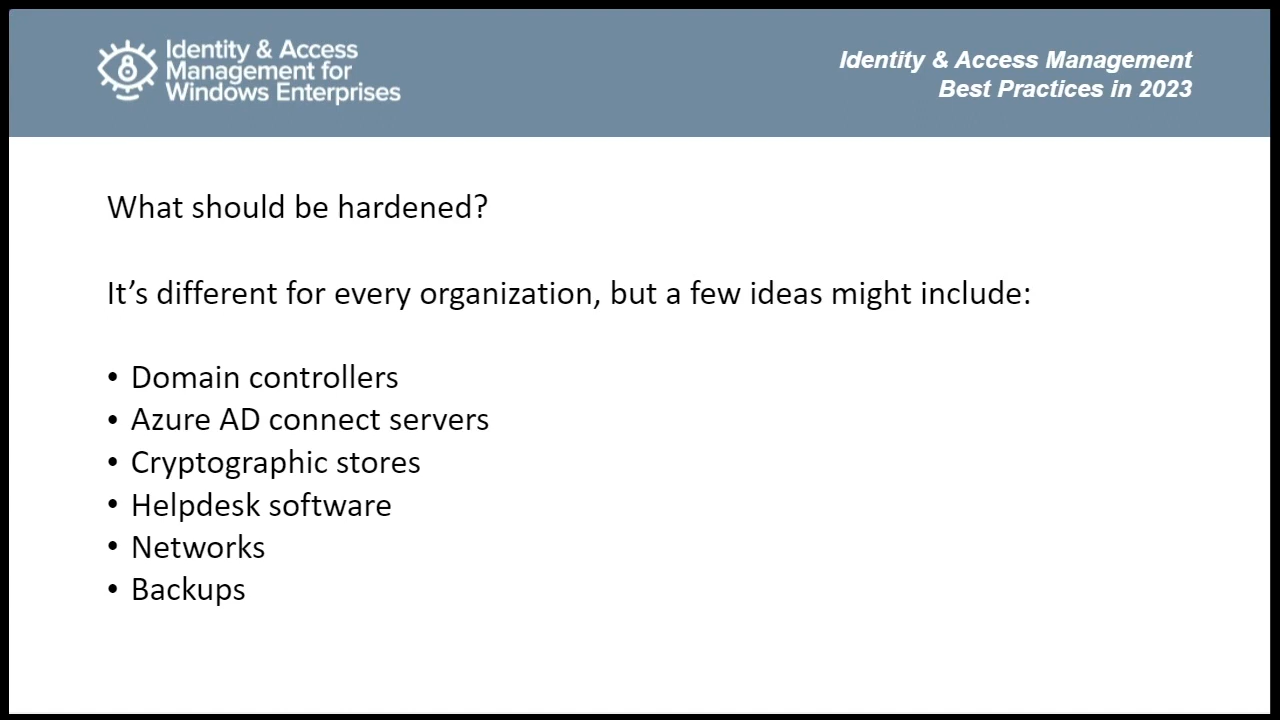 Identity & Access
Management for
Windows Enterprises
Identity & Access Management
Best Practices in 2023
What should be hardened?
It’s different for every organization, but a few ideas might include:
• Domain controllers
• Azure AD connect servers
• Cryptographic stores
• Helpdesk software
• Networks
• Backups